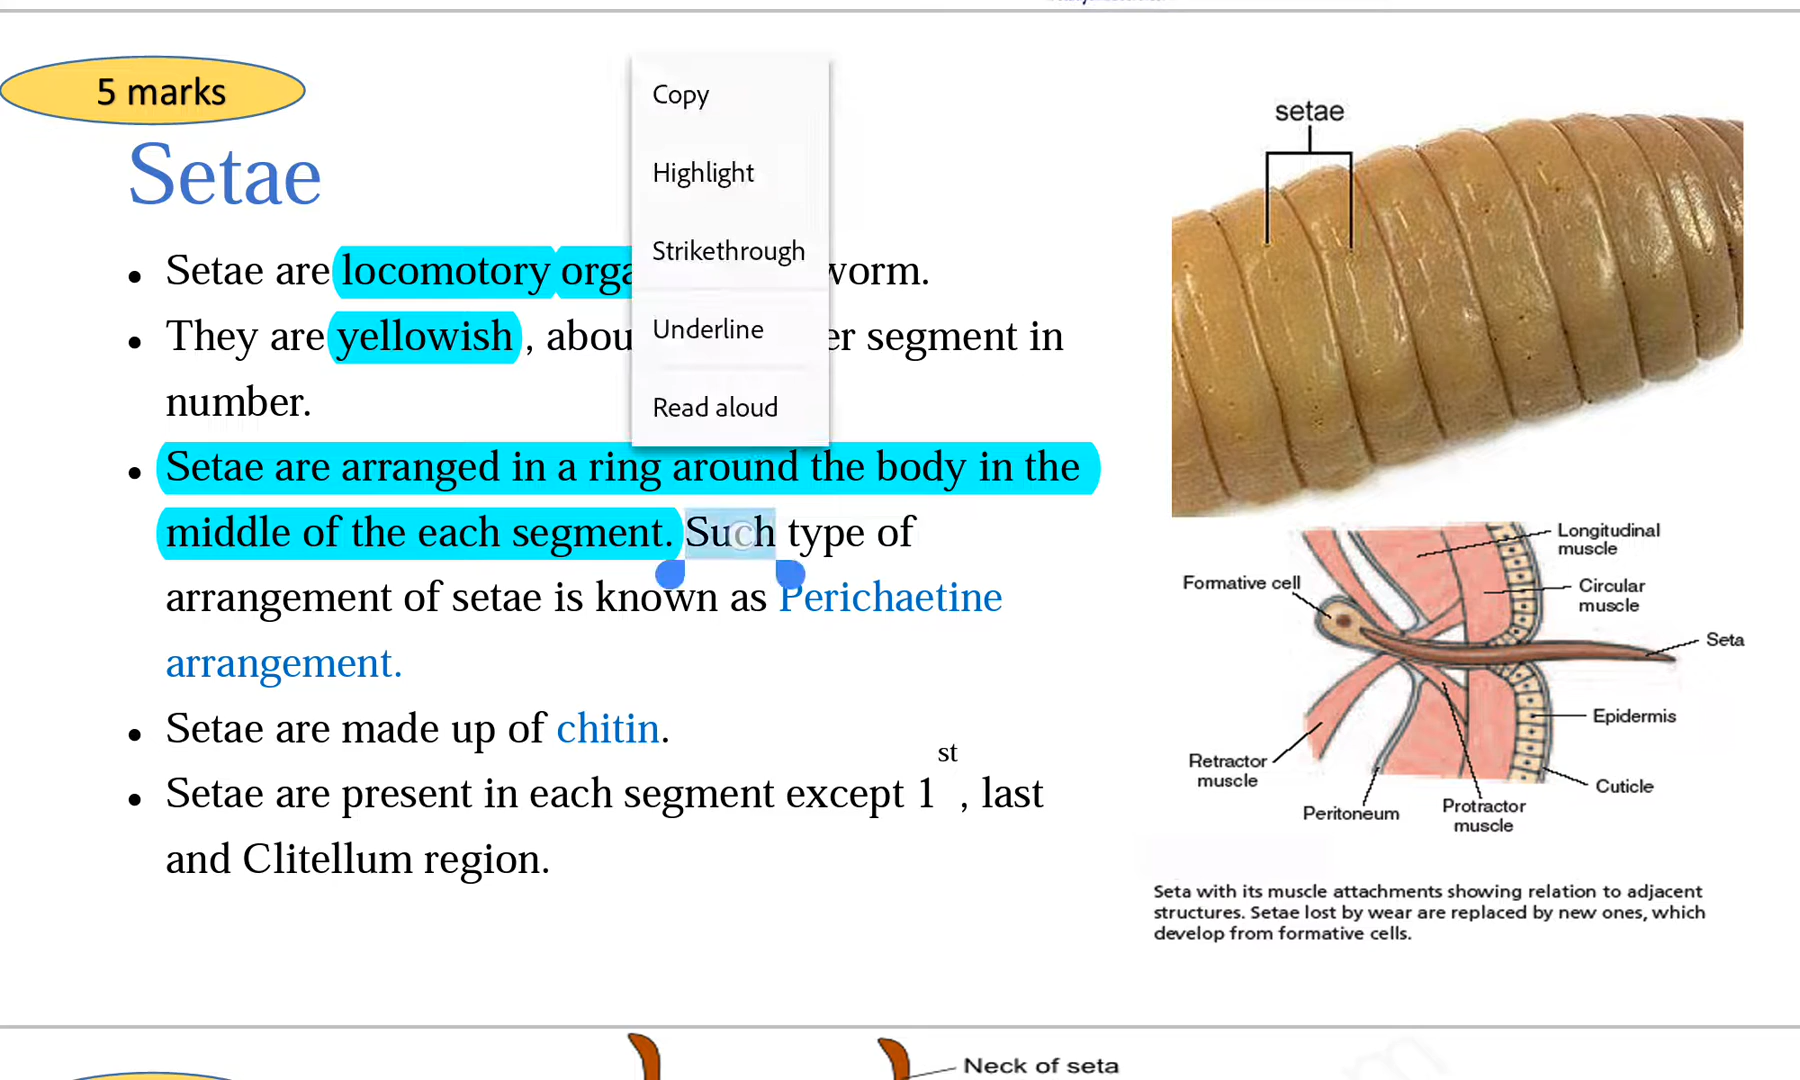 5 marks
Setae
• Setae are locomotory orga worm.
• They are yellowish , abou er segment in
number.
• Setae are arranged in a ring around the body in the
middle of the each segment. Such type of
arrangement of setae is known as Perichaetine
arrangement.
• Setae are made up of chitin.
• Setae are present in each segment except 1st, last
and Clitellum region.
Copy
Highlight
Strikethrough
Underline
Read aloud
setae
Longitudinal
muscle
Formative cell
Circular
muscle
Seta
Epidermis
Retractor
muscle
Cuticle
Peritoneum
Protractor
muscle
Seta with its muscle attachments showing relation to adjacent
structures. Setae lost by wear are replaced by new ones, which
develop from formative cells.
Neck of seta